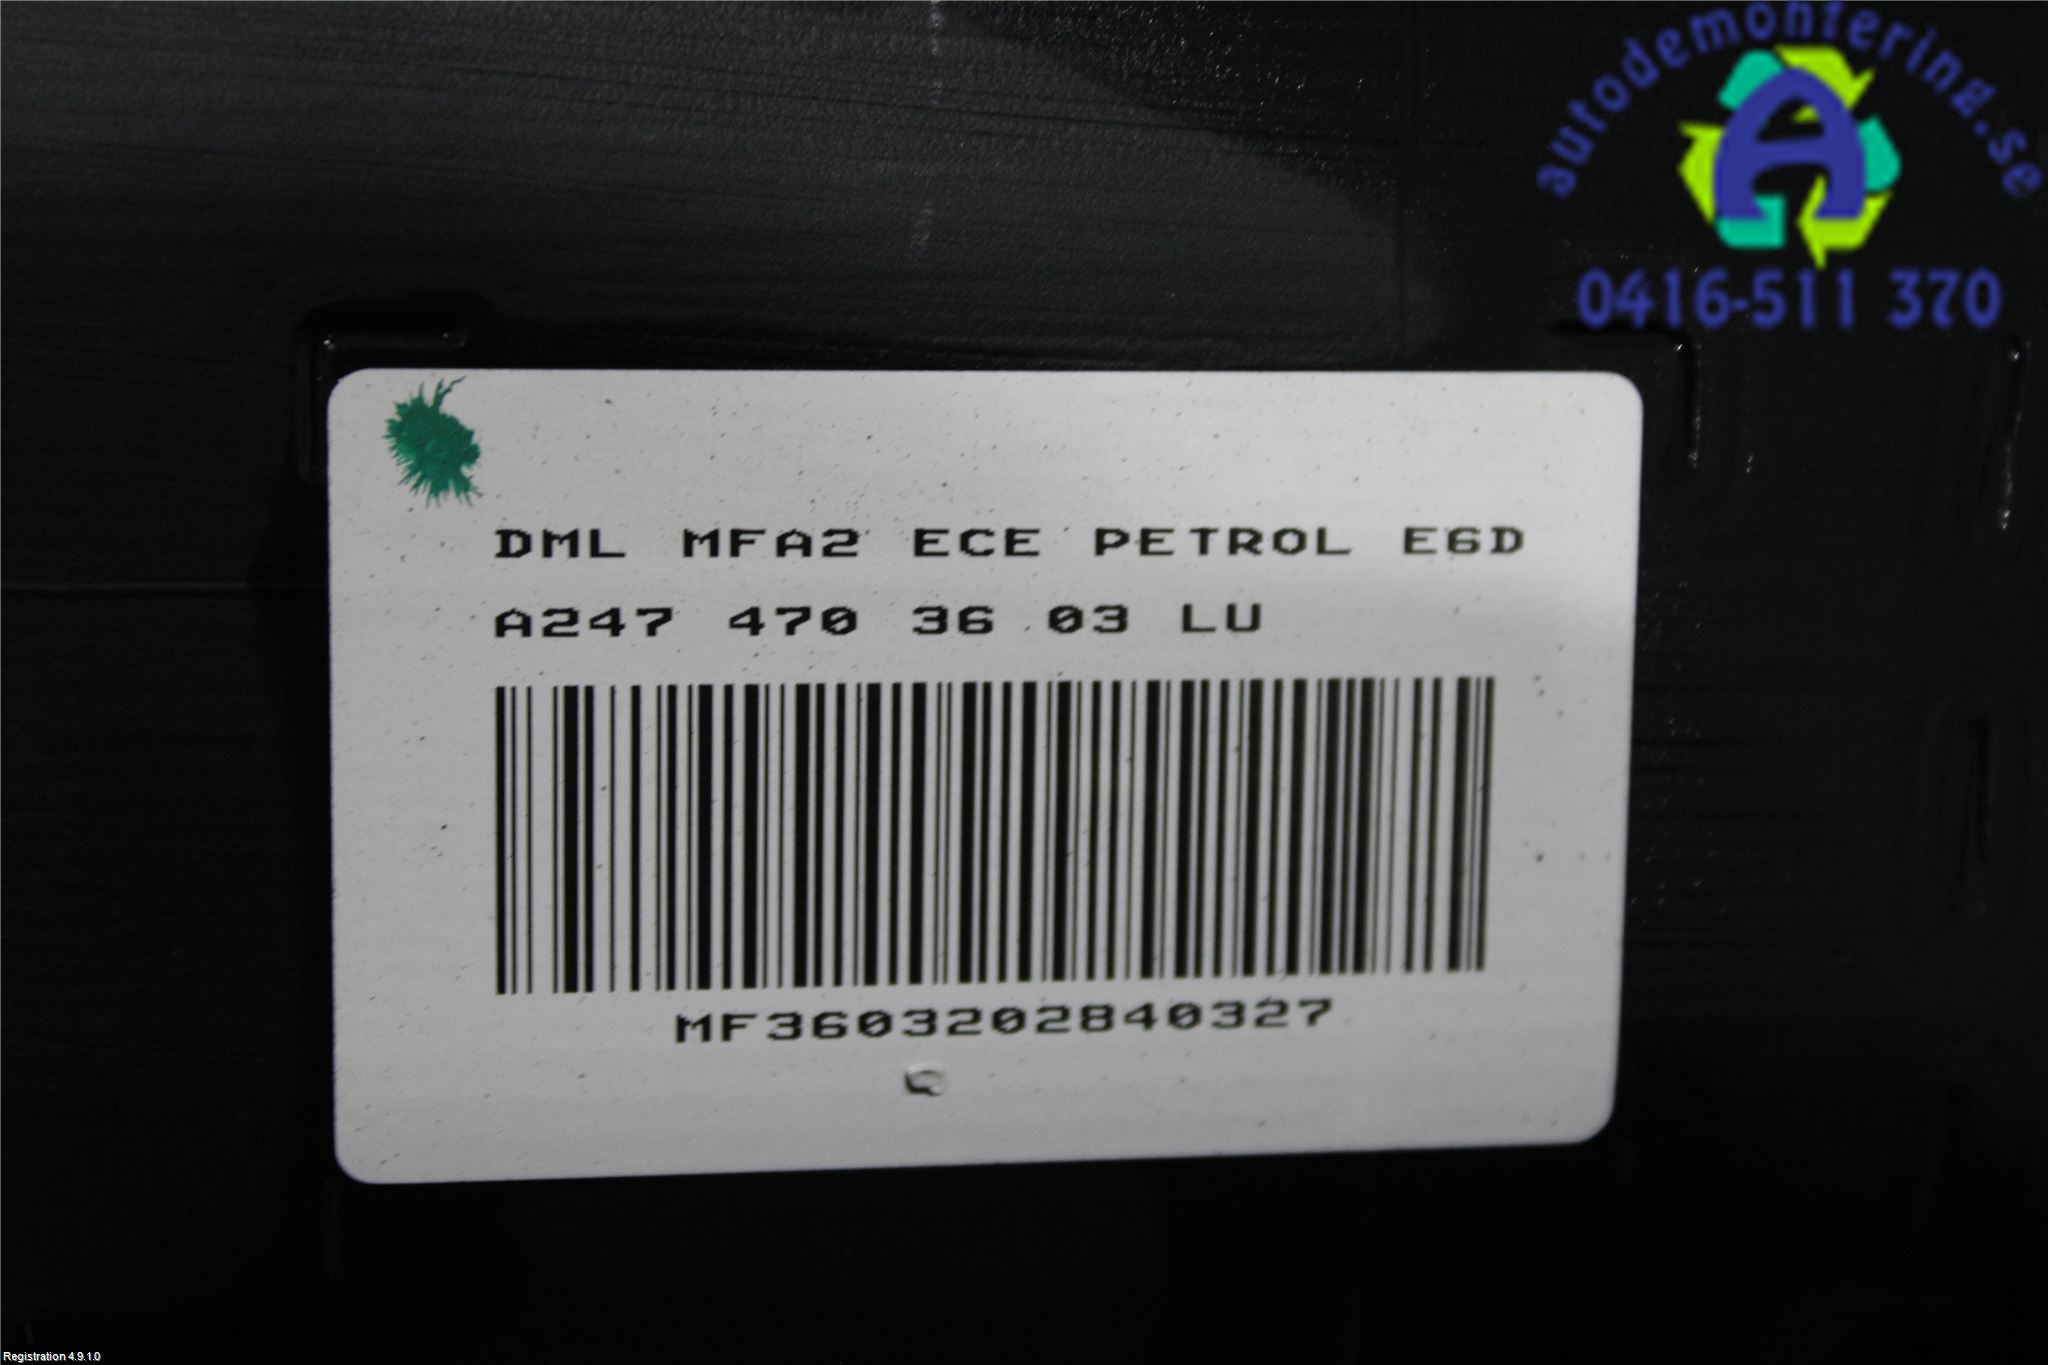 autodemontering.se
A
0416-511 370
DML MFA2 ECE PETROL E6D
A247 470 36 03 LU
MF3603202840327
Registration 4.9.1.0